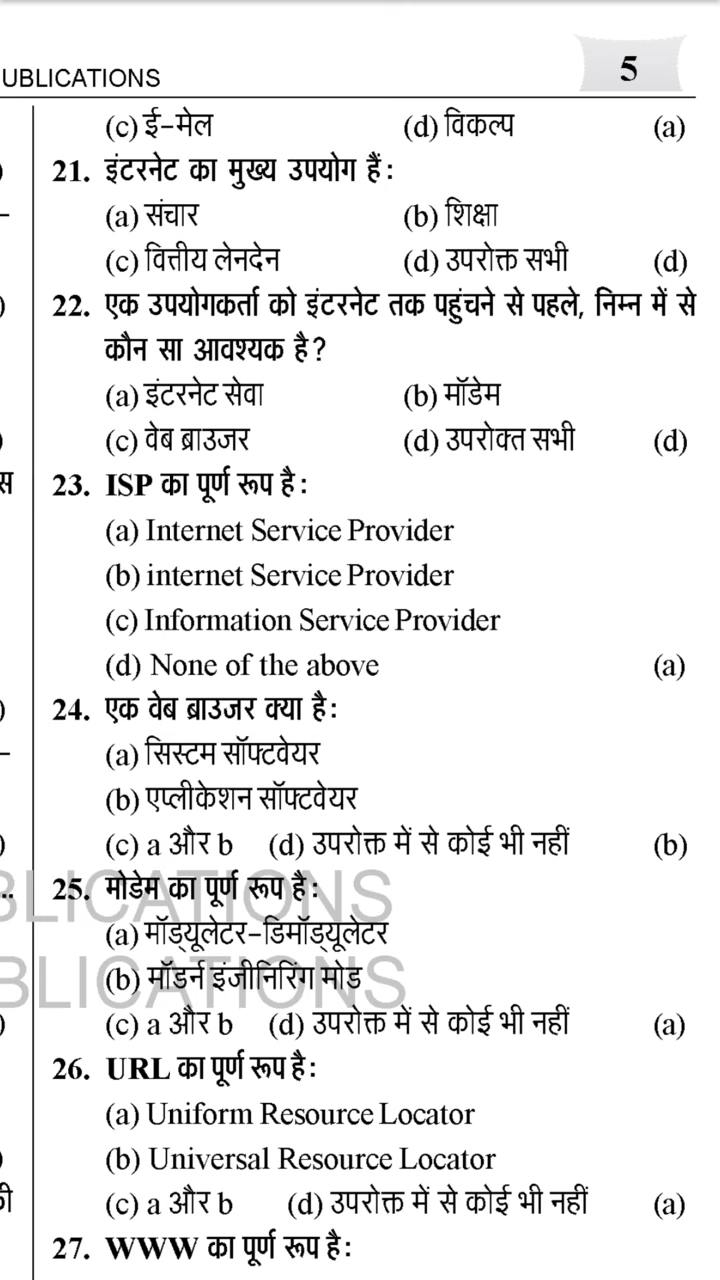 UBLICATIONS
5
(c) ई-मेल (d) विकल्प (a)
21. इंटरनेट का मुख्य उपयोग हैं:
(a) संचार (b) शिक्षा
(c) वित्तीय लेनदेन (d) उपरोक्त सभी (d)
22. एक उपयोगकर्ता को इंटरनेट तक पहुंचने से पहले, निम्न में से
कौन सा आवश्यक है?
(a) इंटरनेट सेवा (b) मॉडेम
(c) वेब ब्राउजर (d) उपरोक्त सभी (d)
23. ISP का पूर्ण रूप है:
(a) Internet Service Provider
(b) internet Service Provider
(c) Information Service Provider
(d) None of the above (a)
24. एक वेब ब्राउजर क्या है:
(a) सिस्टम सॉफ्टवेयर
(b) एप्लीकेशन सॉफ्टवेयर
(c) a और b (d) उपरोक्त में से कोई भी नहीं (b)
25. मोडेम का पूर्ण रूप है:
(a) मॉड्यूलेटर-डिमॉड्यूलेटर
(b) मॉडर्न इंजीनिरिंग मोड
(c) a और b (d) उपरोक्त में से कोई भी नहीं (a)
26. URL का पूर्ण रूप है:
(a) Uniform Resource Locator
(b) Universal Resource Locator
(c) a और b (d) उपरोक्त में से कोई भी नहीं (a)
27. WWW का पूर्ण रूप है:
BLICATIONS
BLICATIONS